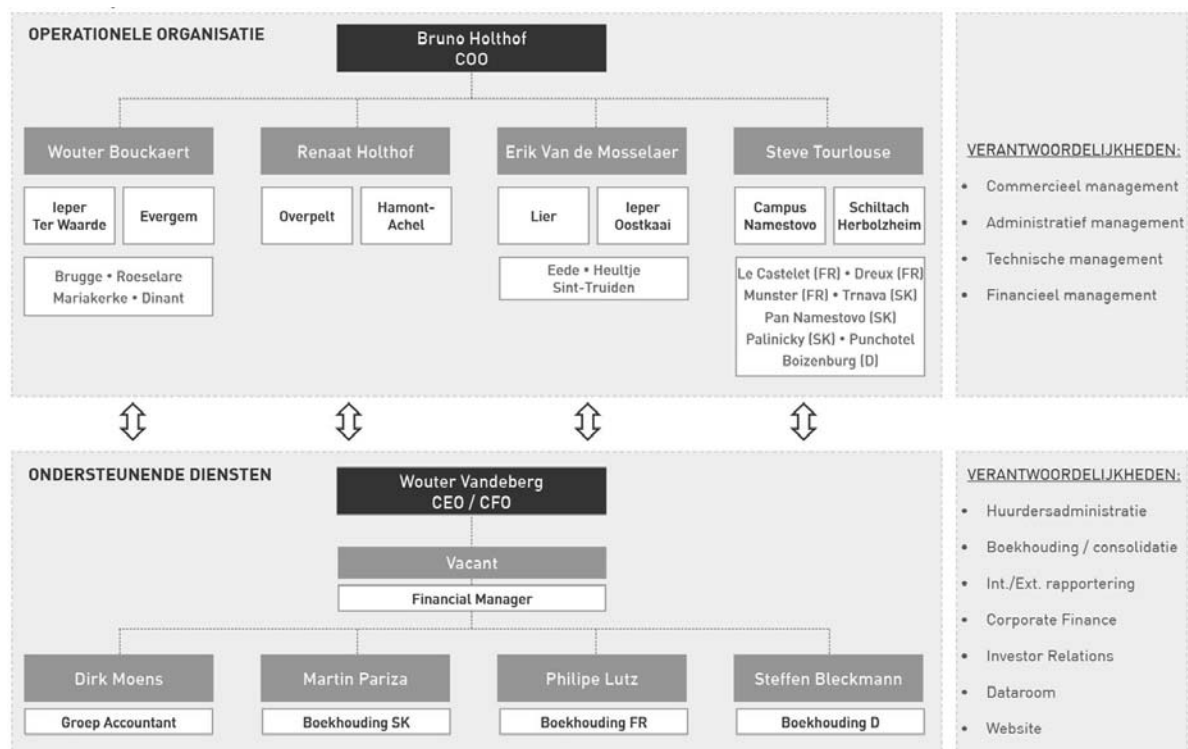 OPERATIONELE ORGANISATIE
Bruno Holthof
COO
Wouter Bouckaert
Renaat Holthof
Erik Van de Mosselaer
Steve Tourlouse
Ieper
Ter Waarde
Evergem
Overpelt
Hamont-
Achel
Lier
Ieper
Oostkaai
Campus
Namestovo
Schiltach
Herbolzheim
Brugge • Roeselare
Mariakerke • Dinant
Eede • Heultje
Sint-Truiden
Le Castelet (FR) • Dreux (FR)
Munster (FR) • Trnava (SK)
Pan Namestovo (SK)
Palinicky (SK) • Punchotel
Boizenburg (D)
VERANTWOORDELIJKHEDEN:
• Commercieel management
• Administratief management
• Technische management
• Financieel management
ONDERSTEUNENDE DIENSTEN
Wouter Vandeberg
CEO / CFO
Vacant
Financial Manager
Dirk Moens
Groep Accountant
Martin Pariza
Boekhouding SK
Philipe Lutz
Boekhouding FR
Steffen Bleckmann
Boekhouding D
VERANTWOORDELIJKHEDEN:
• Huurdersadministratie
• Boekhouding / consolidatie
• Int./Ext. rapportering
• Corporate Finance
• Investor Relations
• Dataroom
• Website